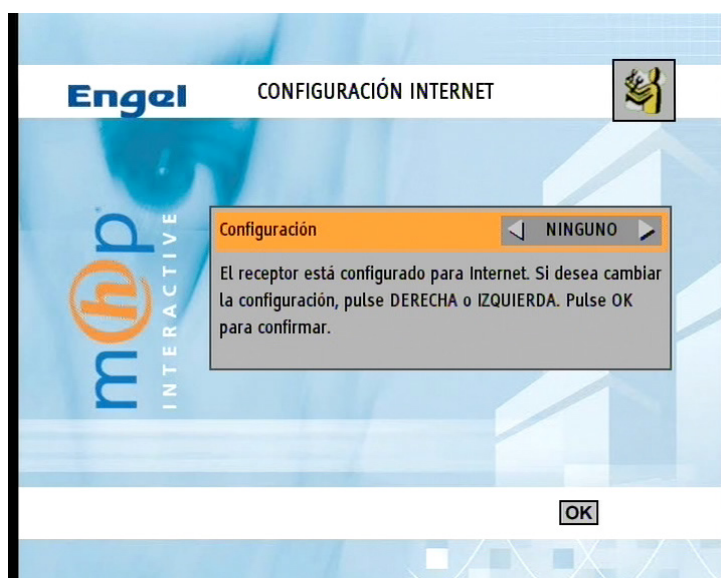 Engel
CONFIGURACIÓN INTERNET
mhp
INTERACTIVE
Configuración
NINGUNO
El receptor está configurado para Internet. Si desea cambiar
la configuración, pulse DERECHA o IZQUIERDA. Pulse OK
para confirmar.
OK